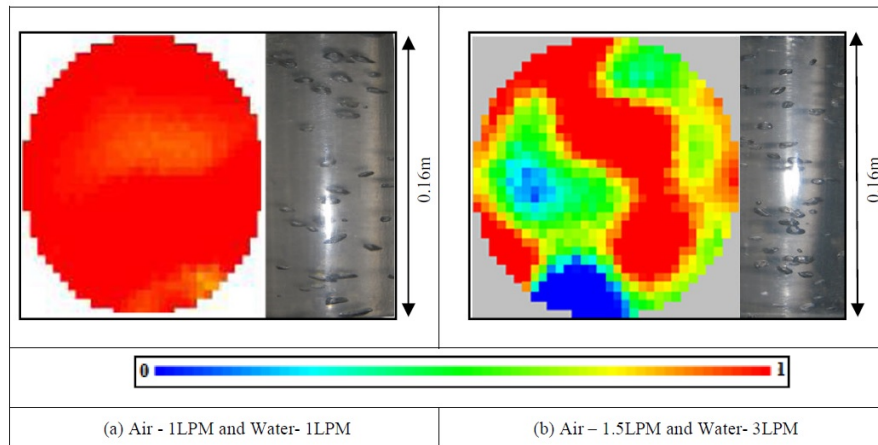 0.16m
0.16m
0 1
(a) Air - 1LPM and Water- 1LPM
(b) Air – 1.5LPM and Water- 3LPM